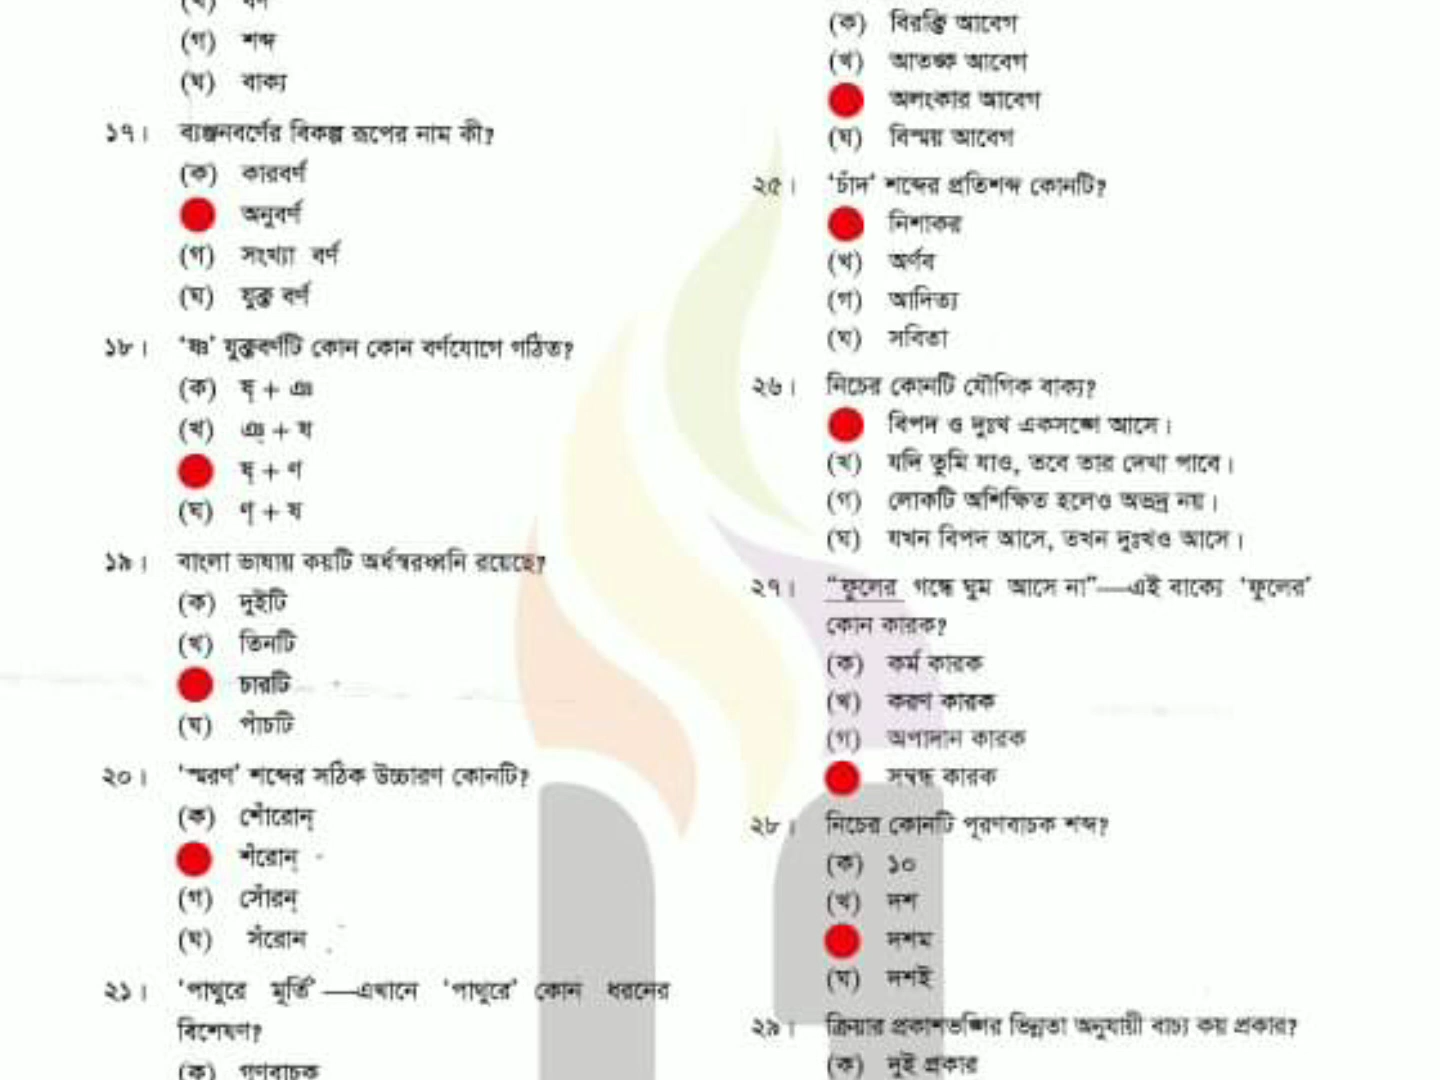 (খ) বর্ণ
(গ) শব্দ
(ঘ) বাক্য
১৭। ব্যঞ্জনবর্ণের বিকল্প রূপের নাম কী?
(ক) কারবর্ণ
অনুবর্ণ
(গ) সংখ্যা বর্ণ
(ঘ) যুক্ত বর্ণ
১৮। 'ষ্ণ' যুক্তবর্ণটি কোন কোন বর্ণযোগে গঠিত?
(ক) ষ্ + ঞ
(খ) ঞ্ + ষ
ষ্ + ণ
(ঘ) ণ্ + ষ
১৯। বাংলা ভাষায় কয়টি অর্ধস্বরধ্বনি রয়েছে?
(ক) দুইটি
(খ) তিনটি
চারটি
(ঘ) পাঁচটি
২০। 'স্মরণ' শব্দের সঠিক উচ্চারণ কোনটি?
(ক) শোঁরোন্
শঁরোন্
(গ) সোঁরন্
(ঘ) সঁরোন
২১। 'পাথুরে মূর্তি'—এখানে 'পাথুরে' কোন ধরনের
বিশেষণ?
(ক) গুণবাচক
(ক) বিরক্তি আবেগ
(খ) আতঙ্ক আবেগ
অলংকার আবেগ
(ঘ) বিস্ময় আবেগ
২৫। 'চাঁদ' শব্দের প্রতিশব্দ কোনটি?
নিশাকর
(খ) অর্ণব
(গ) আদিত্য
(ঘ) সবিতা
২৬। নিচের কোনটি যৌগিক বাক্য?
বিপদ ও দুঃখ একসঙ্গে আসে।
(খ) যদি তুমি যাও, তবে তার দেখা পাবে।
(গ) লোকটি অশিক্ষিত হলেও অভদ্র নয়।
(ঘ) যখন বিপদ আসে, তখন দুঃখও আসে।
২৭। "ফুলের গন্ধে ঘুম আসে না"—এই বাক্যে 'ফুলের'
কোন কারক?
(ক) কর্ম কারক
(খ) করণ কারক
(গ) অপাদান কারক
সম্বন্ধ কারক
২৮। নিচের কোনটি পূরণবাচক শব্দ?
(ক) ১০
(খ) দশ
দশম
(ঘ) দশই
২৯। ক্রিয়ার প্রকাশভঙ্গির ভিন্নতা অনুযায়ী বাচ্য কয় প্রকার?
(ক) দুই প্রকার